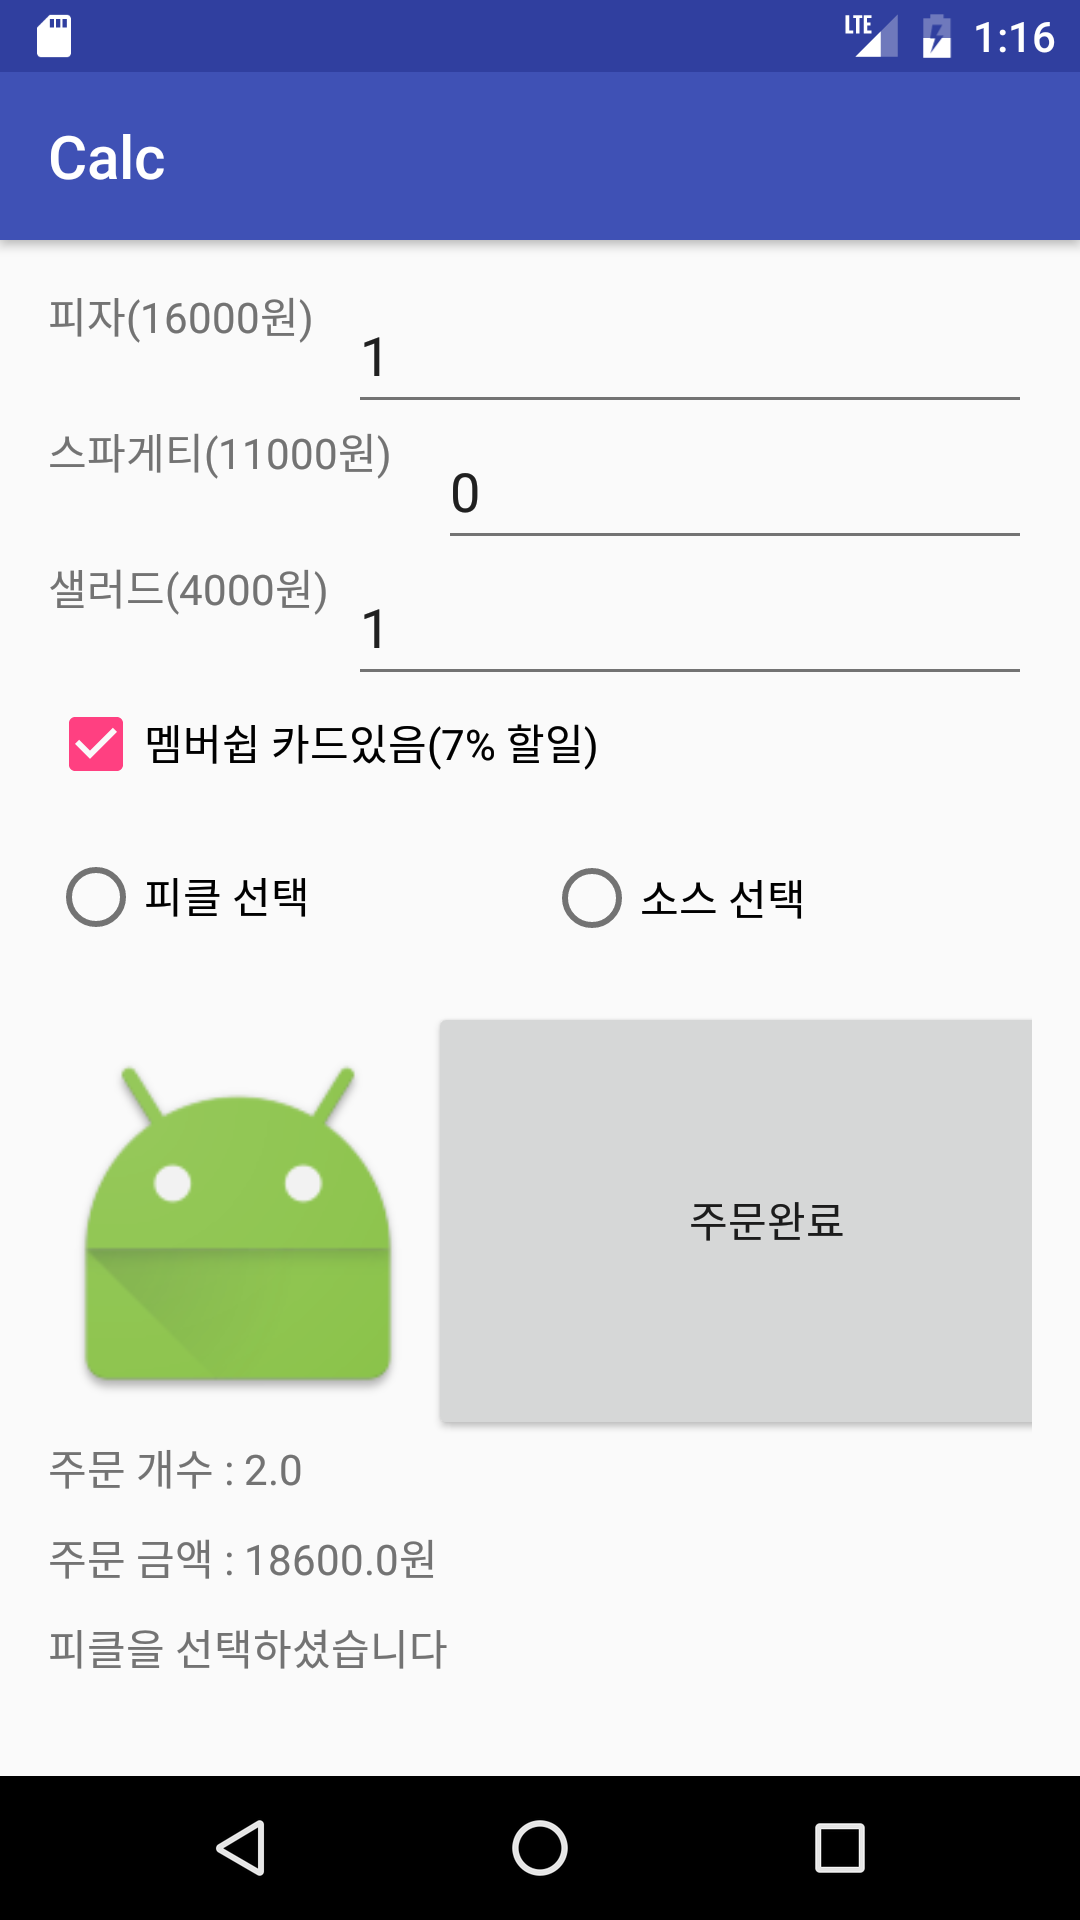 LTE 1:16
Calc
피자(16000원)
1
스파게티(11000원)
0
샐러드(4000원)
1
멤버쉽 카드있음(7% 할일)
피클 선택 소스 선택
주문완료
주문 개수 : 2.0
주문 금액 : 18600.0원
피클을 선택하셨습니다